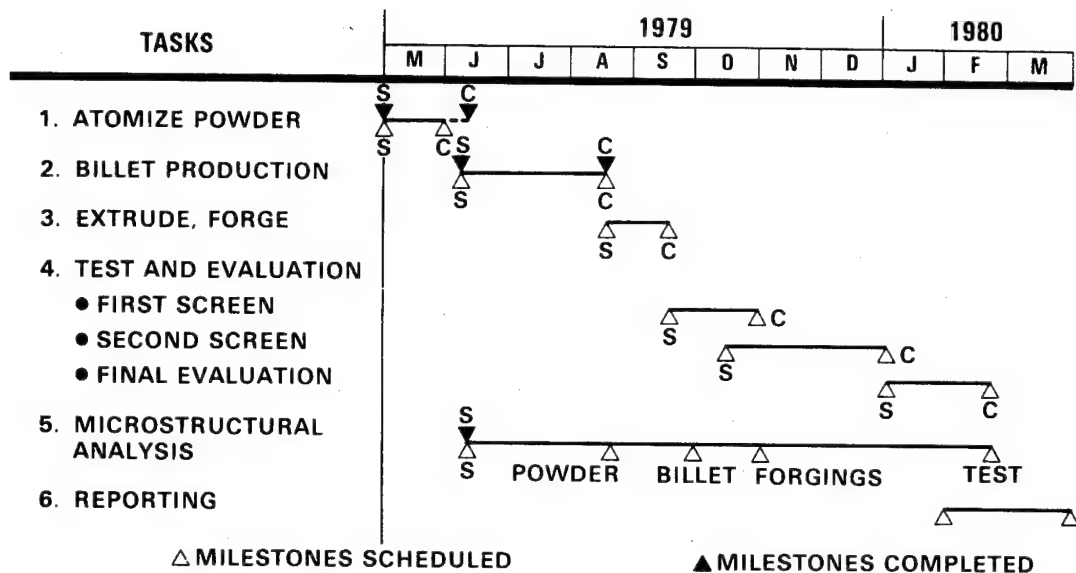 TASKS
1979
1980
M J J A S O N D J F M
S C
1. ATOMIZE POWDER
S C S C
2. BILLET PRODUCTION
S C
3. EXTRUDE, FORGE
S C
4. TEST AND EVALUATION
● FIRST SCREEN
C
S
● SECOND SCREEN
C
S
● FINAL EVALUATION
S C
S
5. MICROSTRUCTURAL
ANALYSIS
S
POWDER BILLET FORGINGS TEST
6. REPORTING
△ MILESTONES SCHEDULED ▲ MILESTONES COMPLETED